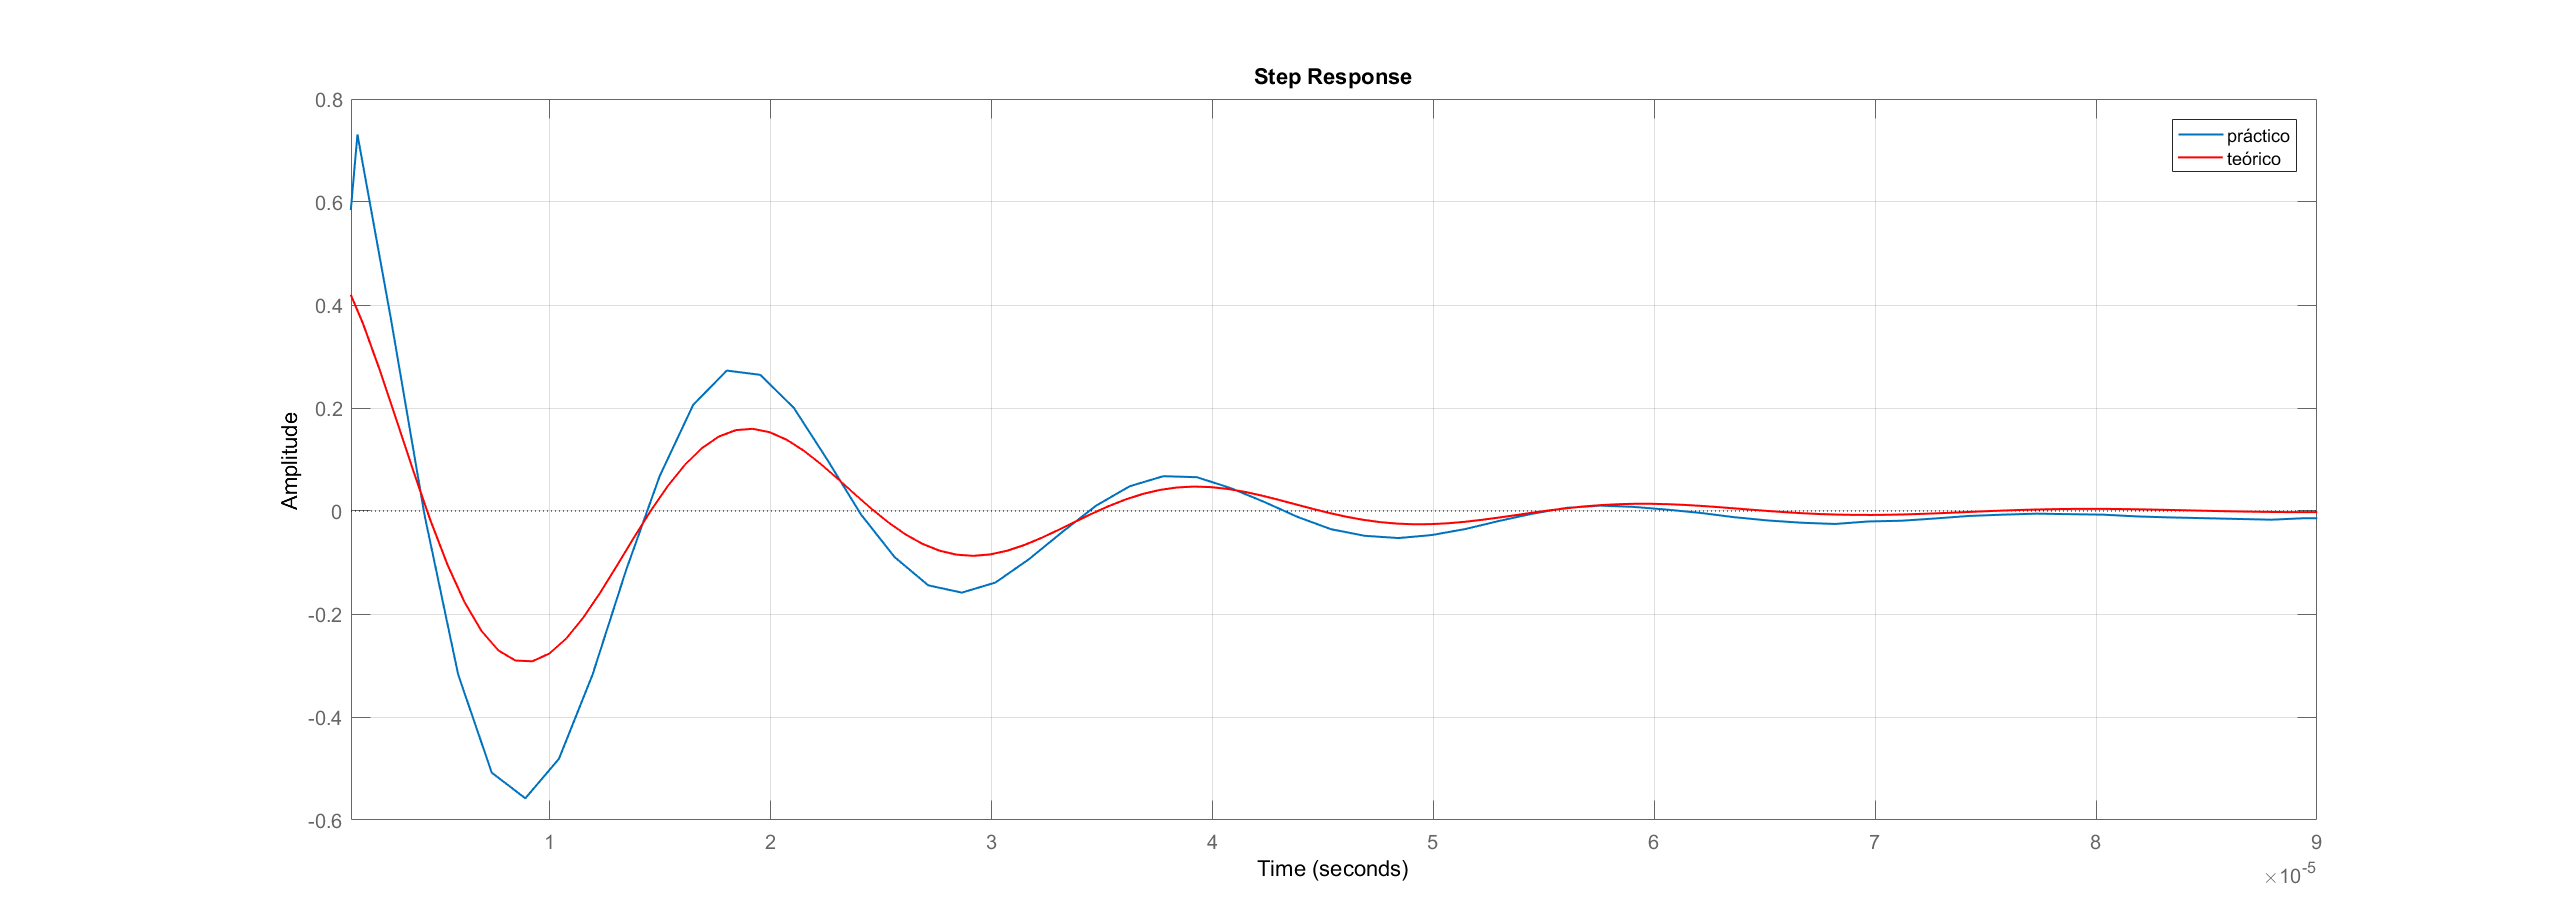 Step Response
práctico
teórico
Amplitude
0.8
0.6
0.4
0.2
0
-0.2
-0.4
-0.6
1 2 3 4 5 6 7 8 9
Time (seconds)
×10^-5